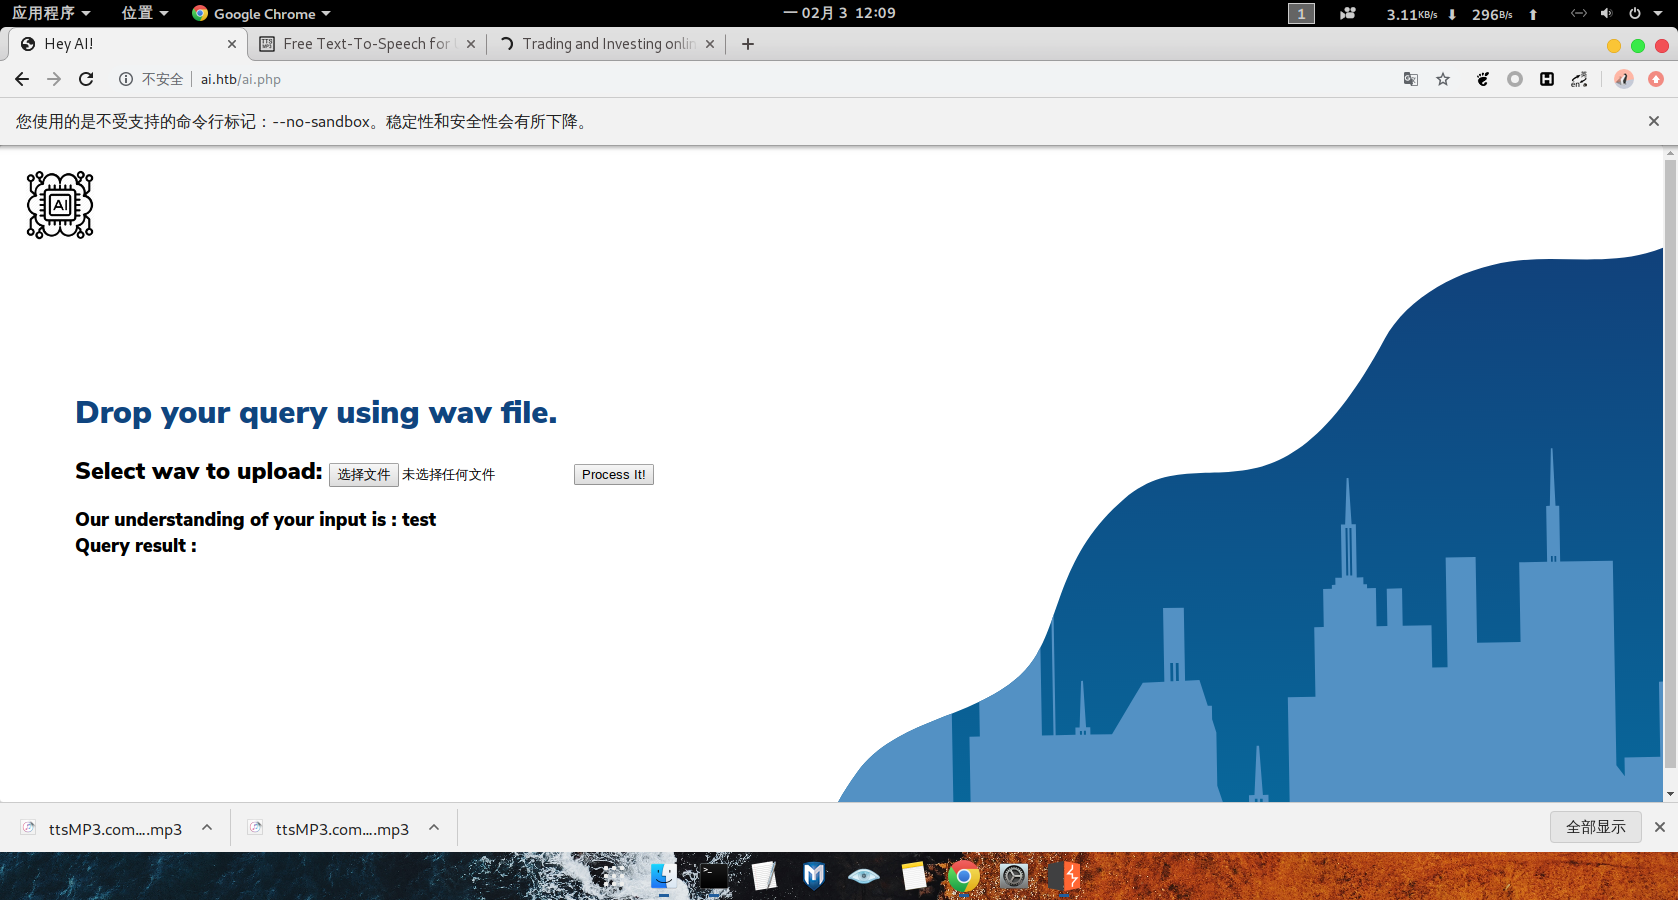 应用程序 位置 Google Chrome 一 02月 3 12:09 1 3.11KB/s 296B/s
Hey AI! Free Text-To-Speech for Trading and Investing onlin
不安全 ai.htb/ai.php
您使用的是不受支持的命令行标记：--no-sandbox。稳定性和安全性会有所下降。
AI
Drop your query using wav file.
Select wav to upload: 选择文件 未选择任何文件 Process It!
Our understanding of your input is : test
Query result :
ttsMP3.com....mp3 ttsMP3.com....mp3 全部显示